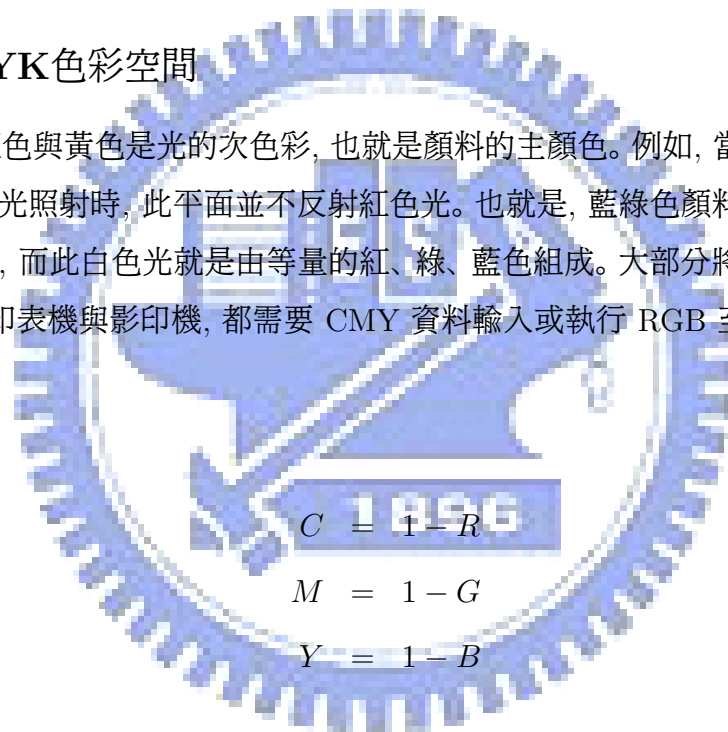 YK色彩空間
色與黃色是光的次色彩, 也就是顏料的主顏色。例如, 當
光照射時, 此平面並不反射紅色光。也就是, 藍綠色顏料
, 而此白色光就是由等量的紅、綠、藍色組成。大部分將
印表機與影印機, 都需要 CMY 資料輸入或執行 RGB 至
C = 1 − R
M = 1 − G
Y = 1 − B
E S
1896